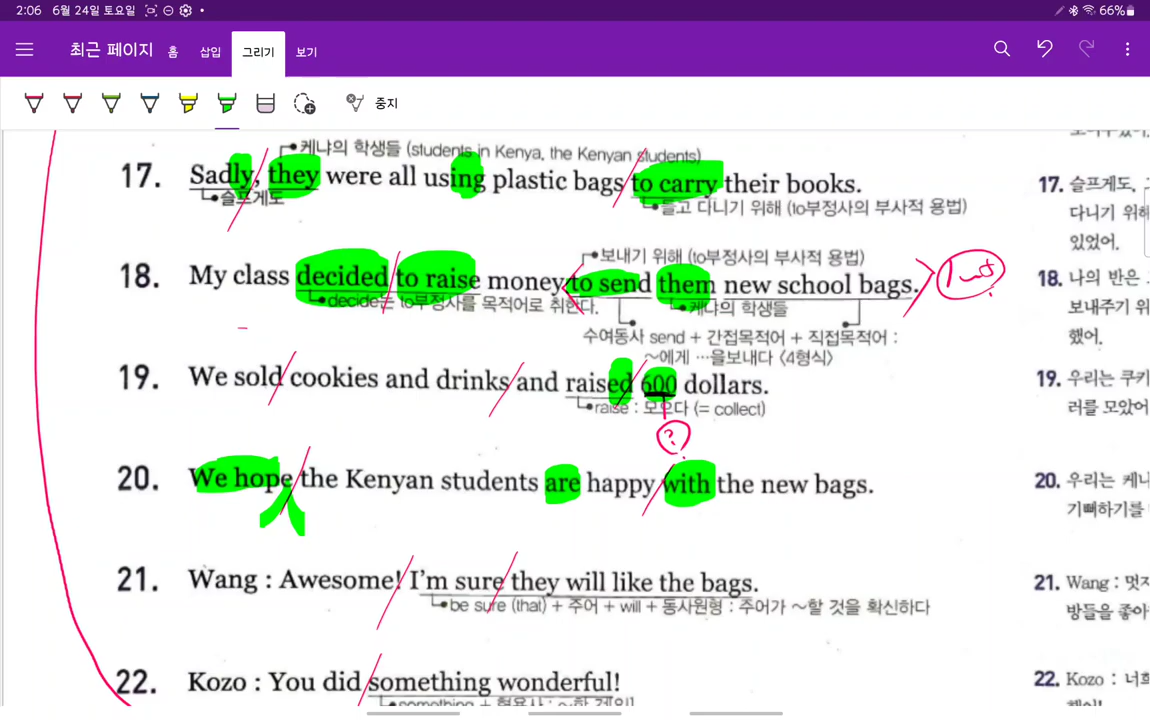 2:06 6월 24일 토요일 66%
최근 페이지 홈 삽입 그리기 보기
중지
케냐의 학생들 (students in Kenya, the Kenyan students)
17. Sadly, they were all using plastic bags to carry their books.
슬프게도
들고 다니기 위해 (to부정사의 부사적 용법)
17. 슬프게도,
다니기 위해
있었어.
보내기 위해 (to부정사의 부사적 용법)
18. My class decided to raise money to send them new school bags.
decide는 to부정사를 목적어로 취한다.
케냐의 학생들
수여동사 send + 간접목적어 + 직접목적어 :
~에게 …을보내다 〈4형식〉
18. 나의 반은
보내주기 위
했어.
19. We sold cookies and drinks and raised 600 dollars.
raise : 모으다 (= collect)
?
19. 우리는 쿠키
러를 모았어
20. We hope the Kenyan students are happy with the new bags.
20. 우리는 케냐
기뻐하기를
21. Wang : Awesome! I'm sure they will like the bags.
be sure (that) + 주어 + will + 동사원형 : 주어가 ~할 것을 확신하다
21. Wang : 멋지
방들을 좋아
22. Kozo : You did something wonderful!
22. Kozo : 너희